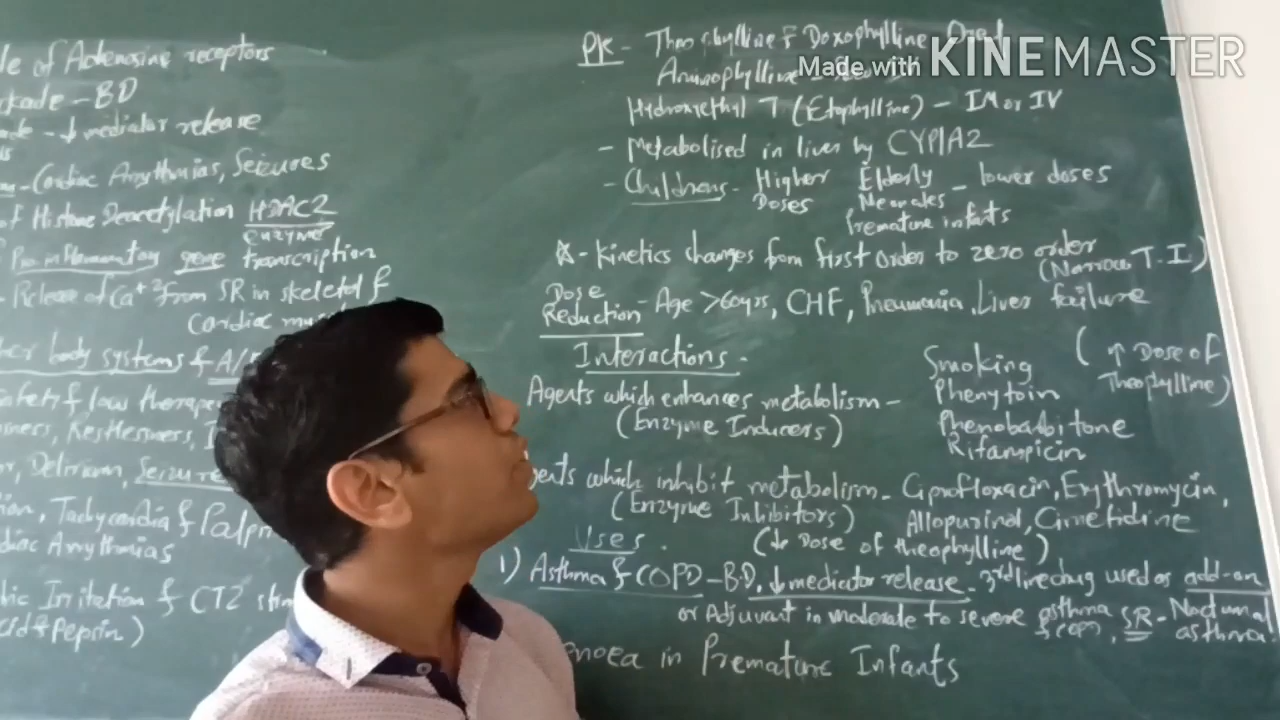 le of Adenosine receptors
ckade - BD
ade - ↓ mediator release
- Cardiac Arrythmias, Seizures
of Histone Deacetylation HDAC2
enzyme
Pro-inflammatory gene transcription
- Release of Ca+2 from SR in skeletal &
cardiac mu
her body systems & A/
afety & low therape
Restlessness,
or, Delirium, Seizure
ion, Tachycardia & Palpi
diac Arrythmias
ic Irritation & CTZ sti
cid & Pepsin)
PK - Theophylline & Doxophylline - Oral
Aminophylline -
Hydroxyethyl T (Etophylline) - IM or IV
- Metabolised in liver by CYP1A2
- Childrens - Higher Elderly - lower doses
Doses Neonates
Premature infants
- Kinetics changes from first order to zero order
(Narrow T.I.)
Dose
Reduction - Age >60yrs, CHF, Pneumonia, Liver failure
Interactions -
Agents which enhances metabolism - Smoking (↑ Dose of
(Enzyme Inducers) Phenytoin Theophylline)
Phenobarbitone
Rifampicin
gents which inhibit metabolism - Ciprofloxacin, Erythromycin,
(Enzyme Inhibitors) Allopurinol, Cimetidine
(↓ Dose of theophylline)
Uses -
1) Asthma & COPD - BD, ↓ mediator release - 3rd line drug used as add-on
or Adjuvant in moderate to severe asthma & COPD, SR - Nocturnal
asthma
noea in Premature Infants
Made with KINEMASTER